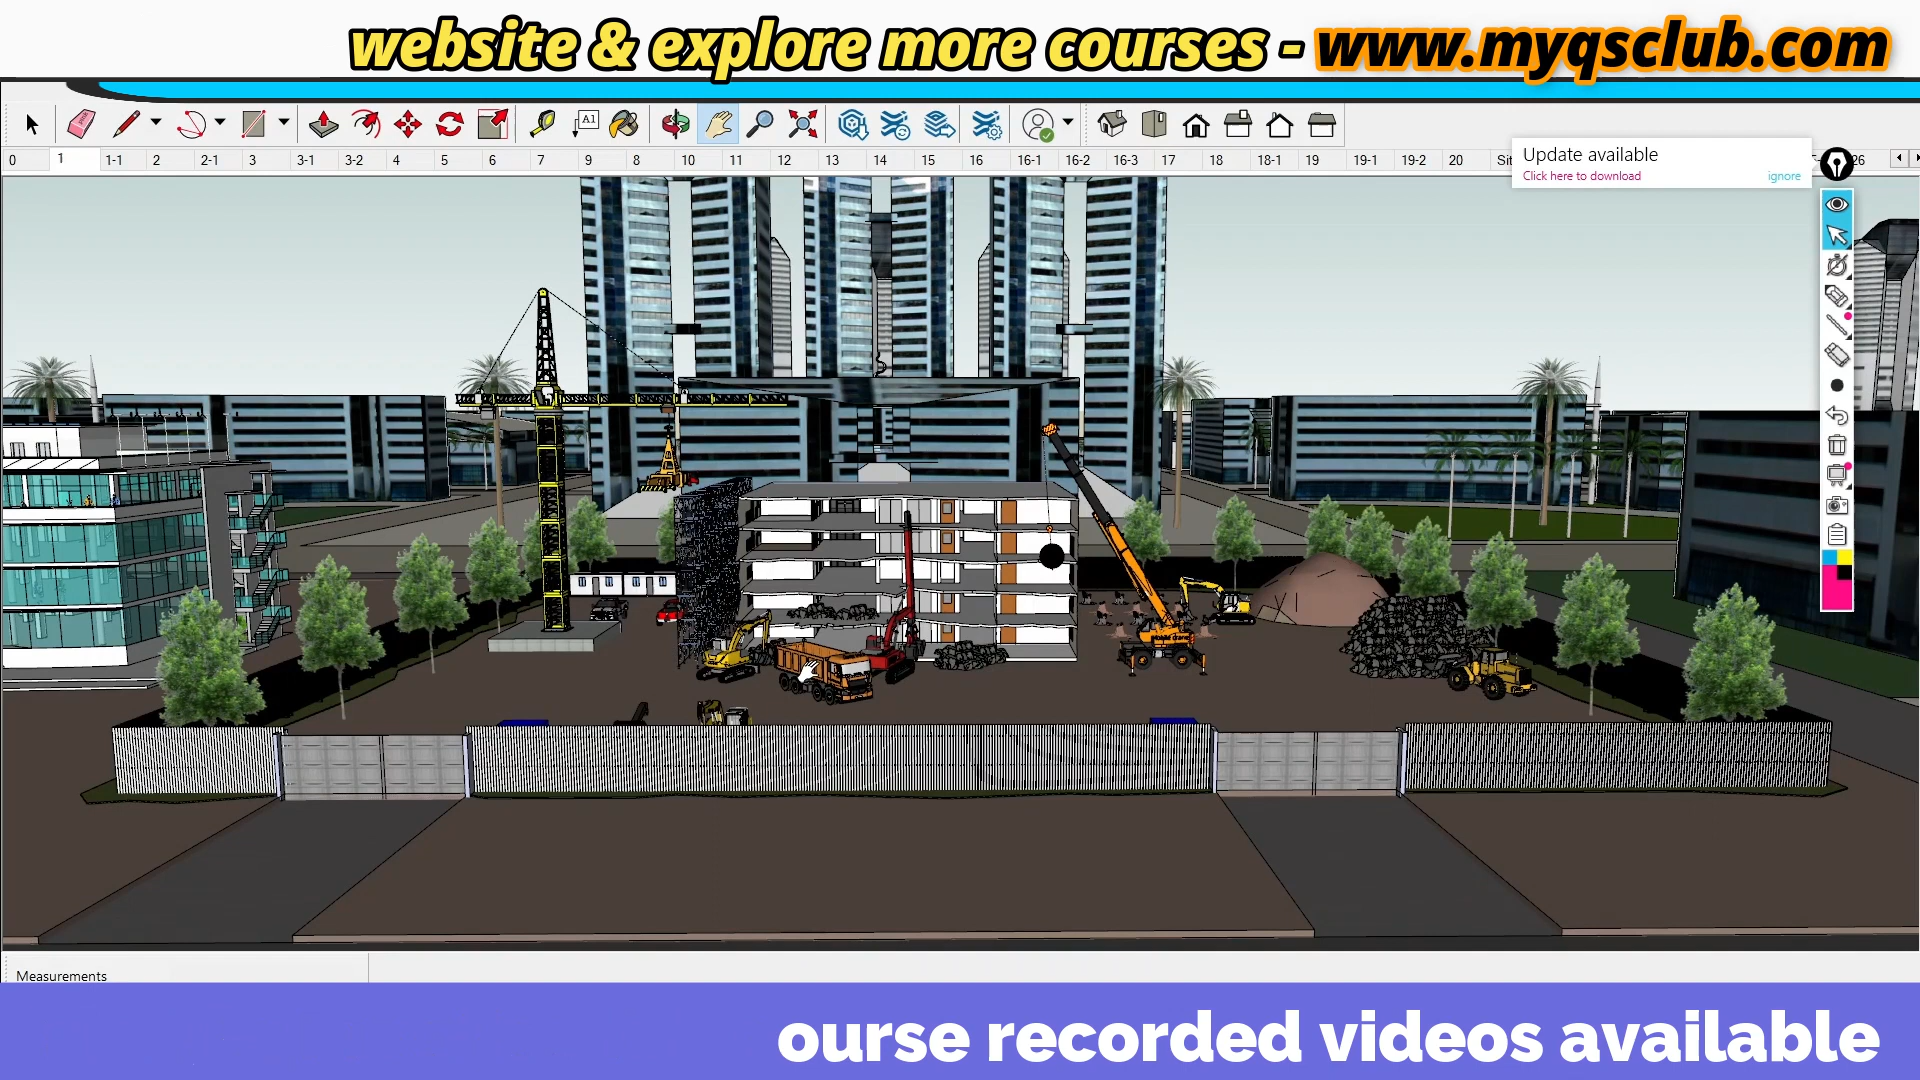 website & explore more courses - www.myqsclub.com
A1
0 1 1-1 2 2-1 3 3-1 3-2 4 5 6 7 9 8 10 11 12 13 14 15 16 16-1 16-2 16-3 17 18 18-1 19 19-1 19-2 20 26
Update available
Click here to download ignore
Measurements
ourse recorded videos available